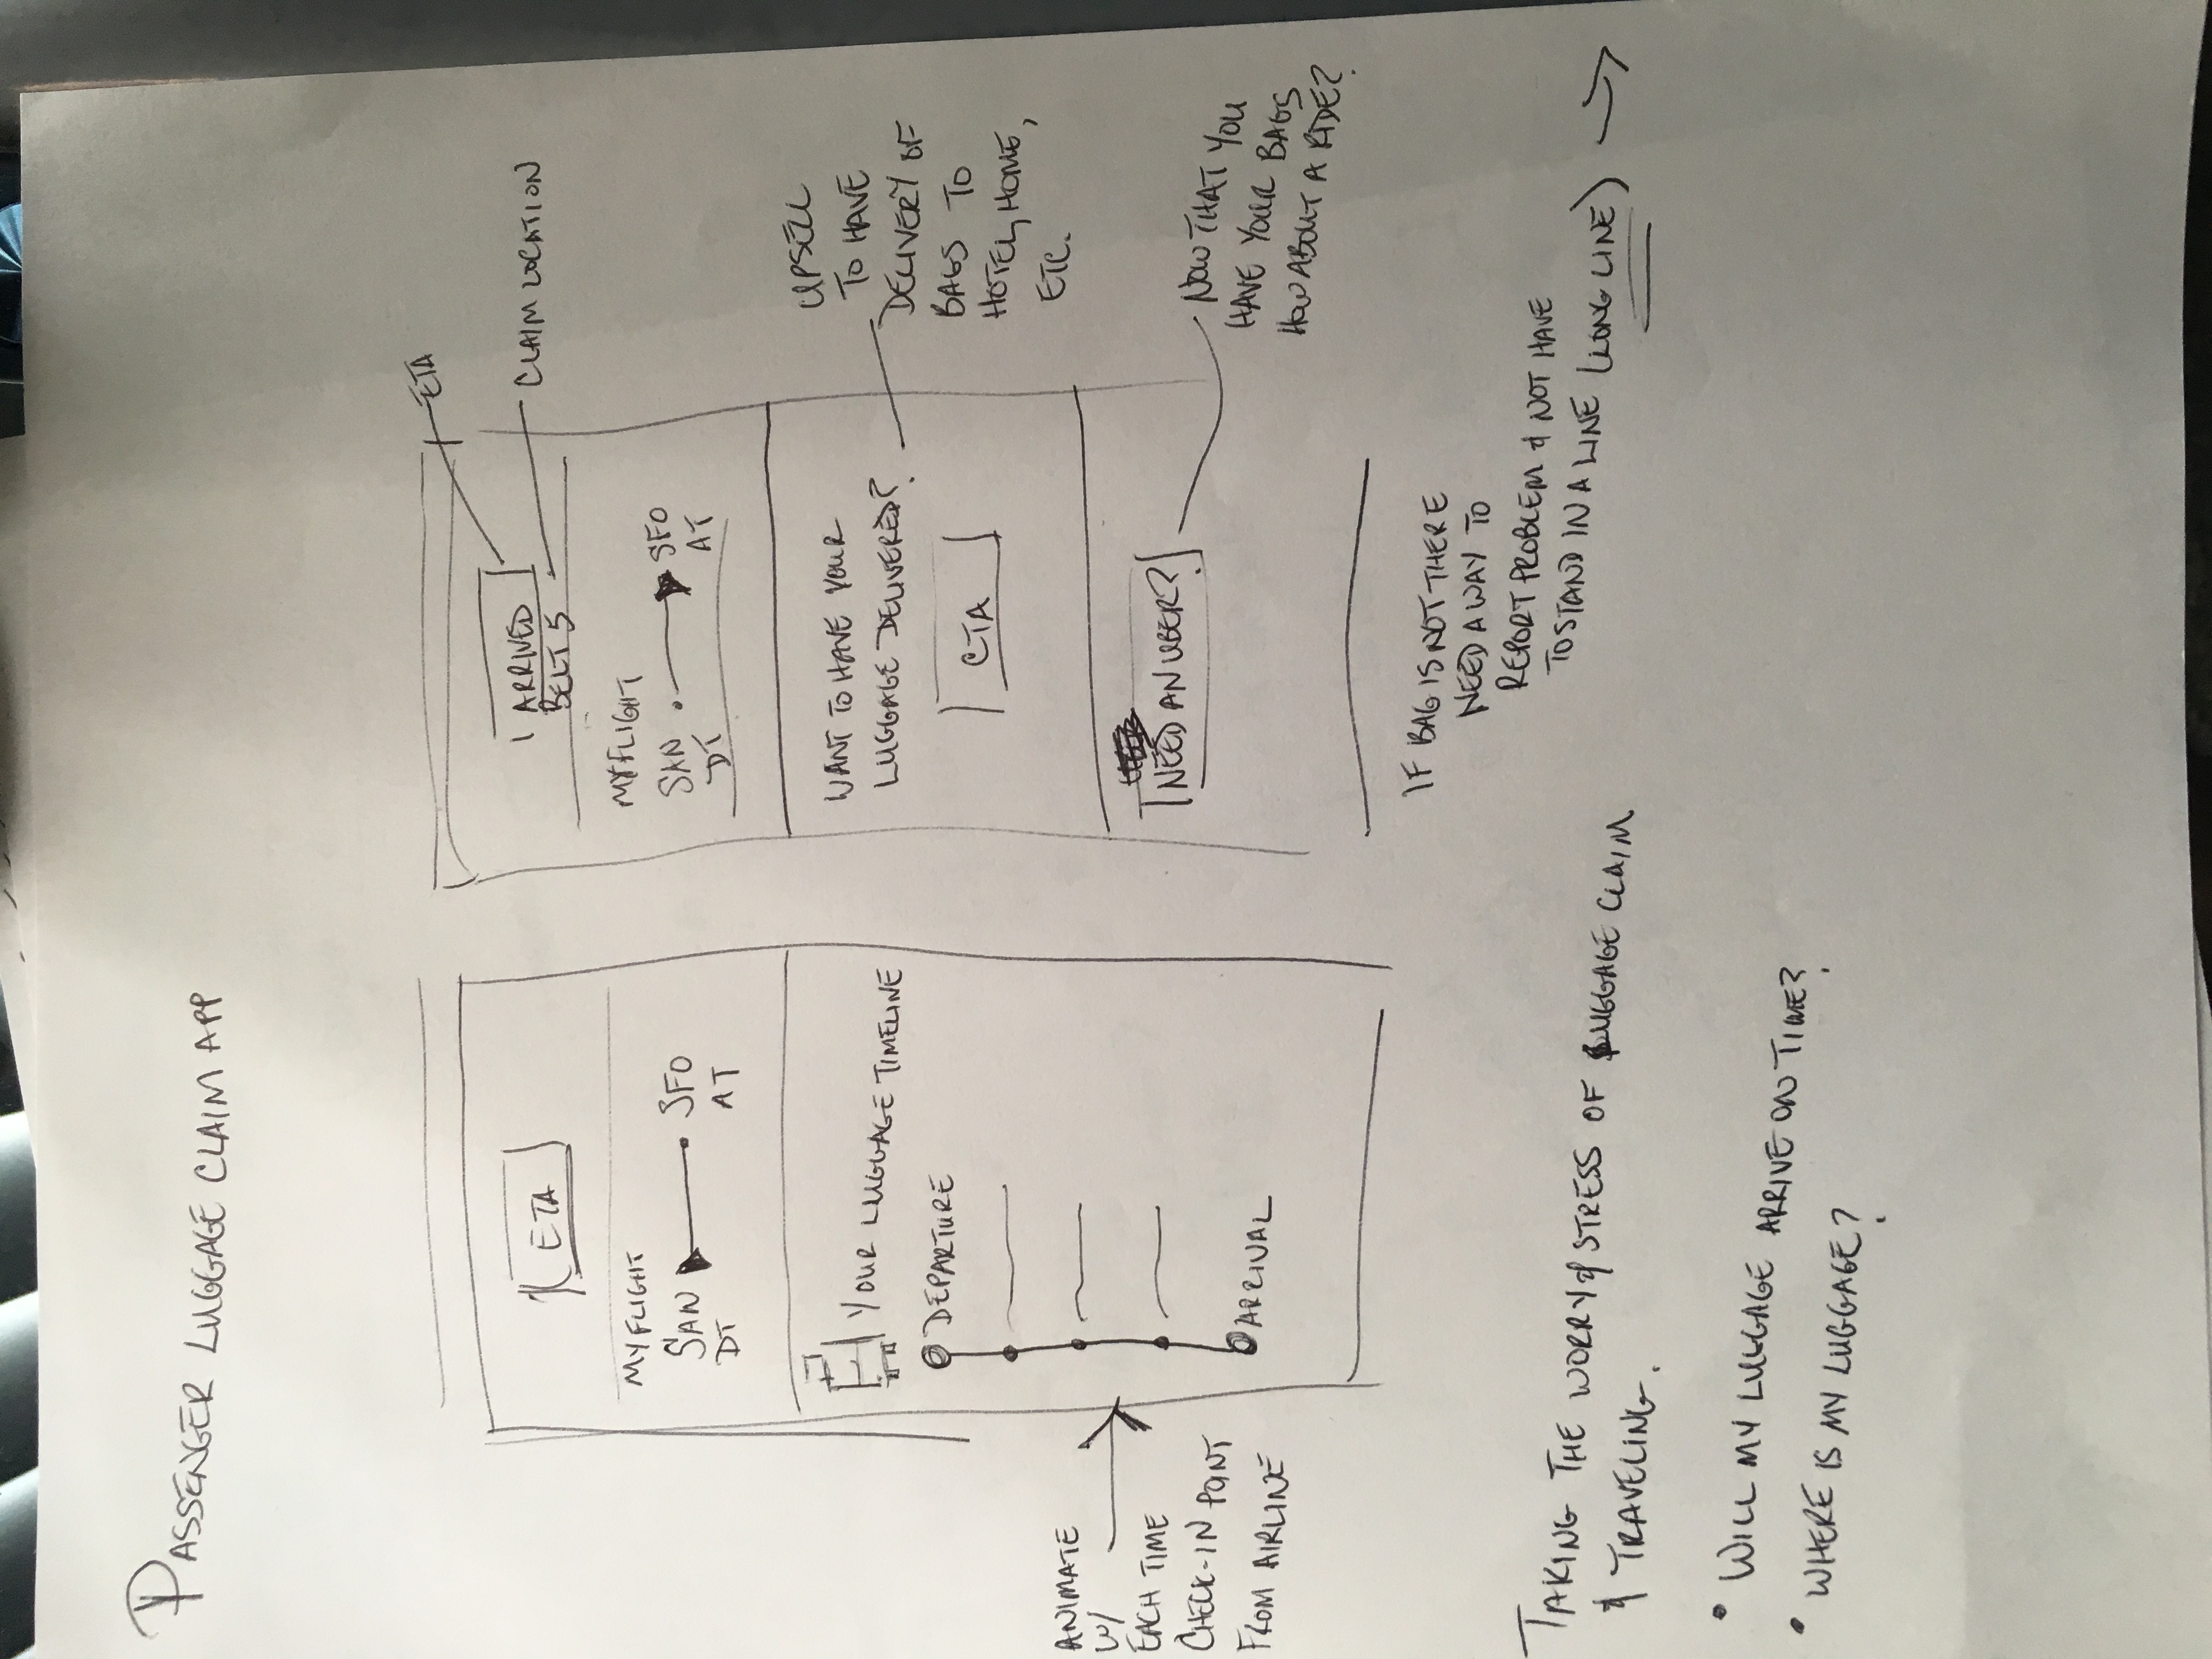 PASSENGER LUGGAGE CLAIM APP
ETA
MY FLIGHT
SAN SFO
DT AT
YOUR LUGGAGE TIMELINE
DEPARTURE
ARRIVAL
ANIMATE
W/
EACH TIME
CHECK-IN POINT
FROM AIRLINE
ETA
ARRIVED
BELT 5
CLAIM LOCATION
MY FLIGHT
SAN SFO
DT AT
WANT TO HAVE YOUR
LUGGAGE DELIVERED?
CTA
UPSELL
TO HAVE
DELIVERY OF
BAGS TO
HOTEL, HOME,
ETC.
NEED AN UBER?
NOW THAT YOU
HAVE YOUR BAGS
HOW ABOUT A RIDE?
IF BAG IS NOT THERE
NEED A WAY TO
REPORT PROBLEM & NOT HAVE
TO STAND IN A LINE (LONG LINE)
TAKING THE WORRY & STRESS OF LUGGAGE CLAIM
& TRAVELING.
• WILL MY LUGGAGE ARRIVE ON TIME?
• WHERE IS MY LUGGAGE?